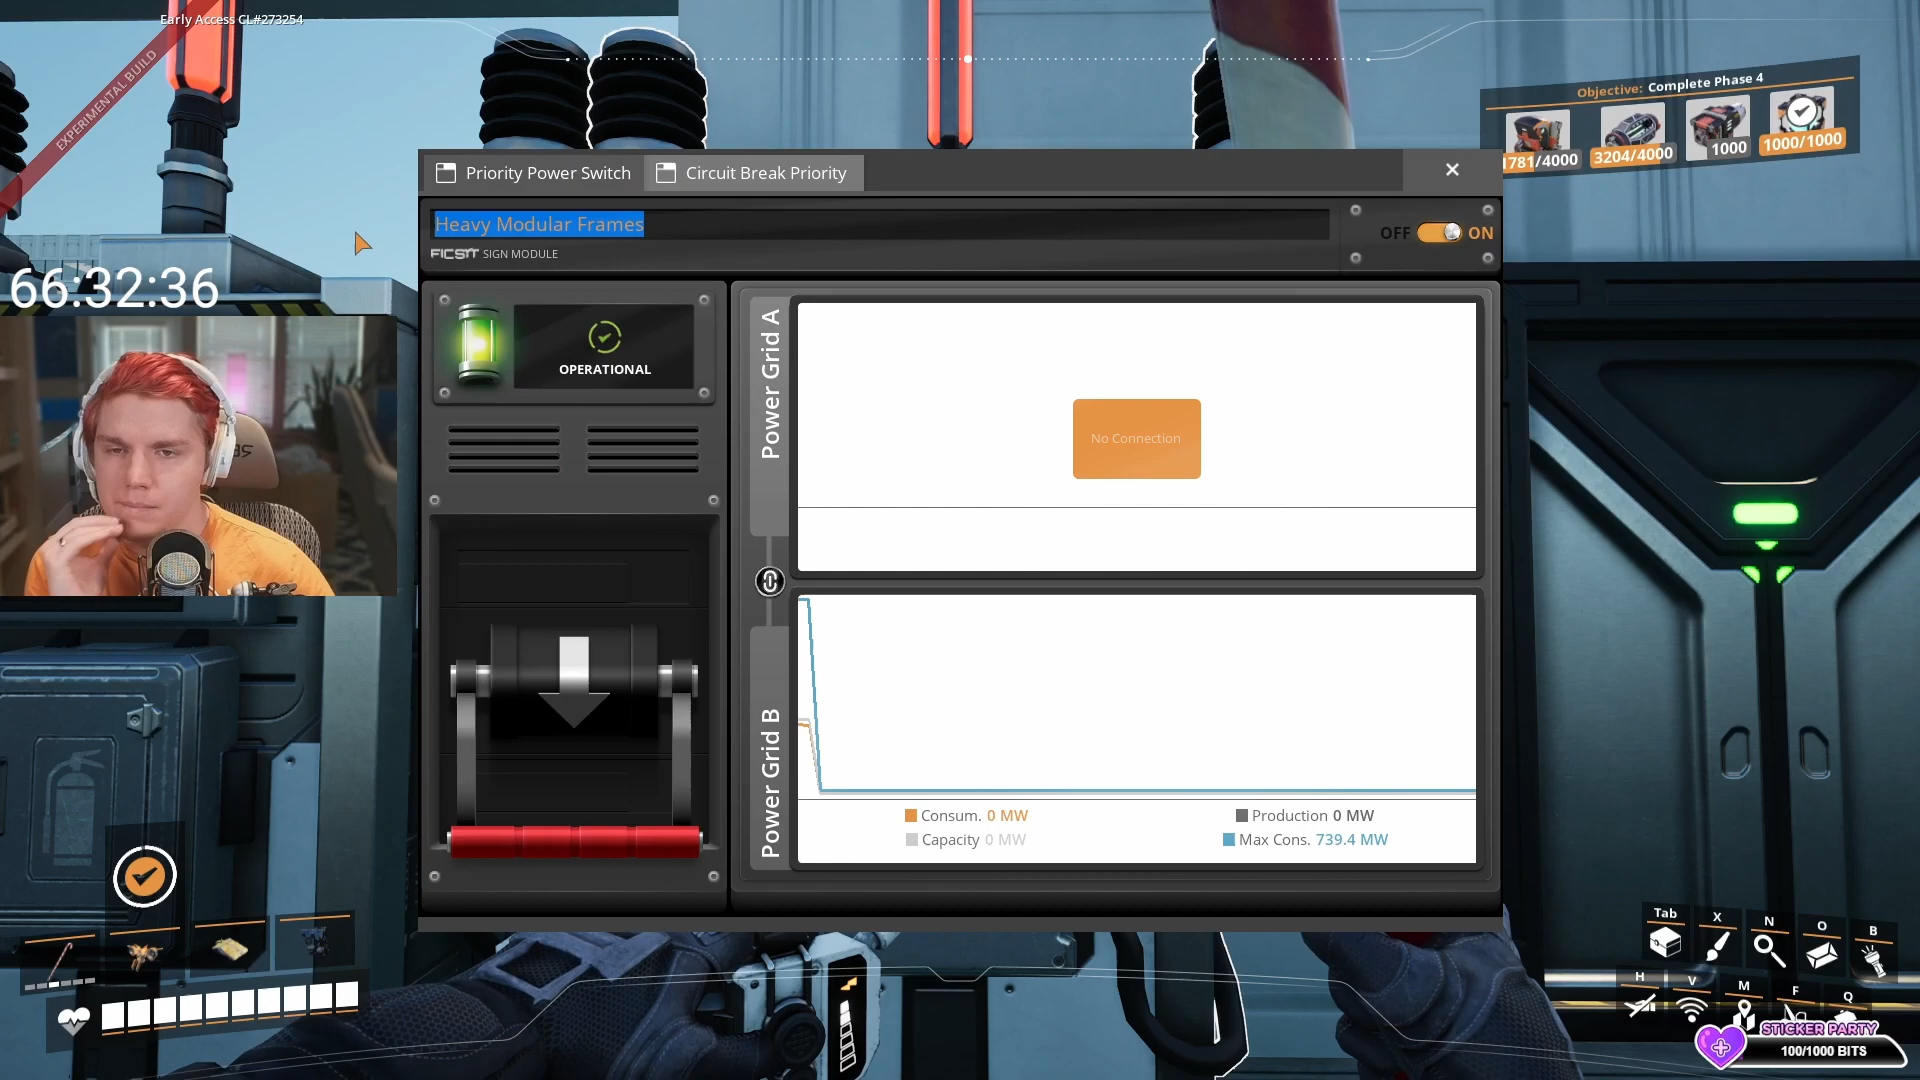 Early Access CL#273254
EXPERIMENTAL BUILD
Objective: Complete Phase 4
1781/4000
3204/4000
1000
1000/1000
Priority Power Switch
Circuit Break Priority
Heavy Modular Frames
FICSIT SIGN MODULE
OFF
ON
66:32:36
OPERATIONAL
Power Grid A
No Connection
Power Grid B
Consum. 0 MW
Production 0 MW
Capacity 0 MW
Max Cons. 739.4 MW
Tab
X
N
O
B
H
V
M
F
Q
STICKER PARTY
100/1000 BITS